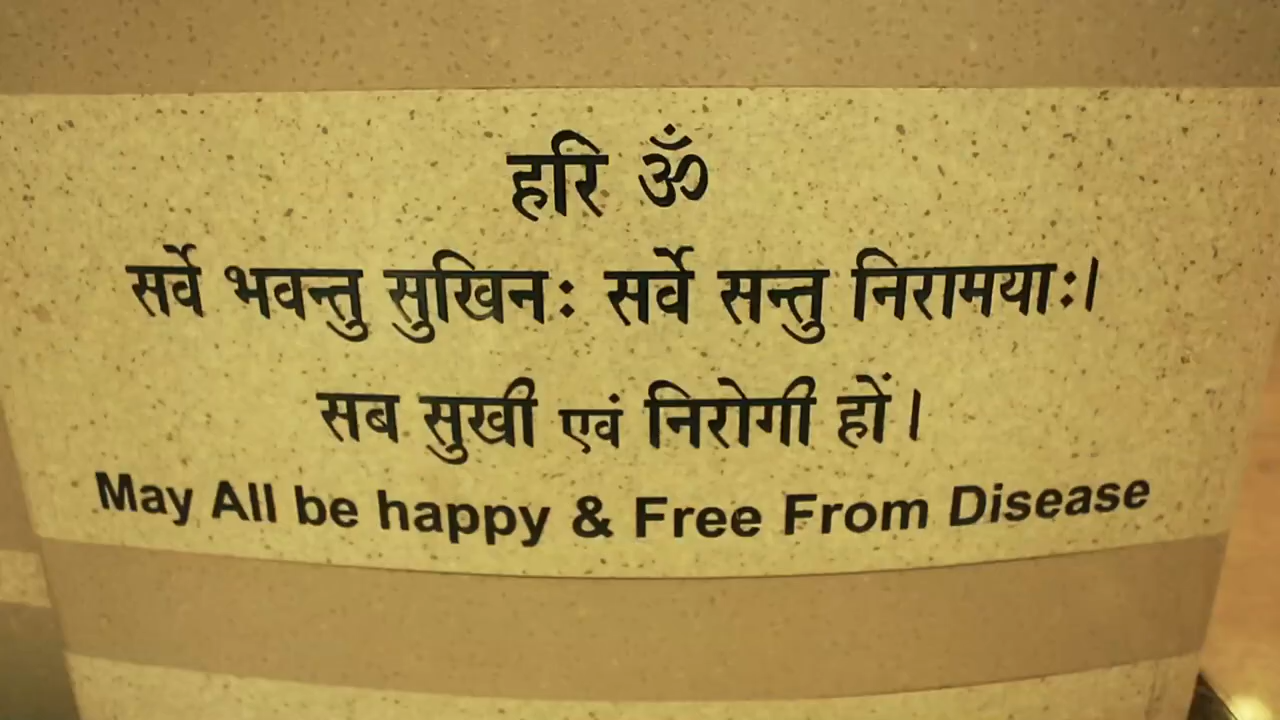 हरि ॐ
सर्वे भवन्तु सुखिनः सर्वे सन्तु निरामयाः।
सब सुखी एवं निरोगी हों।
May All be happy & Free From Disease